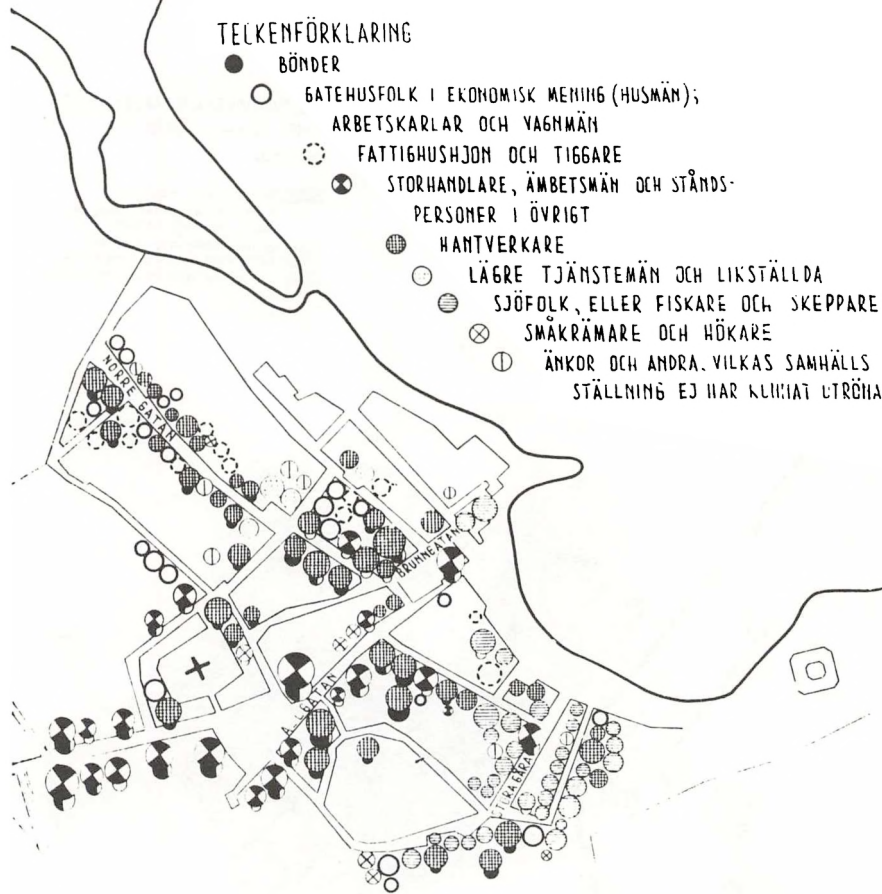 TECKENFÖRKLARING
BÖNDER
GATEHUSFOLK I EKONOMISK MENING (HUSMÄN);
ARBETSKARLAR OCH VAGNMÄN
FATTIGHUSHJON OCH TIGGARE
STORHANDLARE, ÄMBETSMÄN OCH STÅNDS-
PERSONER I ÖVRIGT
HANTVERKARE
LÄGRE TJÄNSTEMÄN OCH LIKSTÄLLDA
SJÖFOLK, ELLER FISKARE OCH SKEPPARE
SMÅKRÄMARE OCH HÖKARE
ÄNKOR OCH ANDRA. VILKAS SAMHÄLLS
STÄLLNING EJ HAR KUNNAT UTRÖNA
NORRE GATAN
BRUNNGATAN